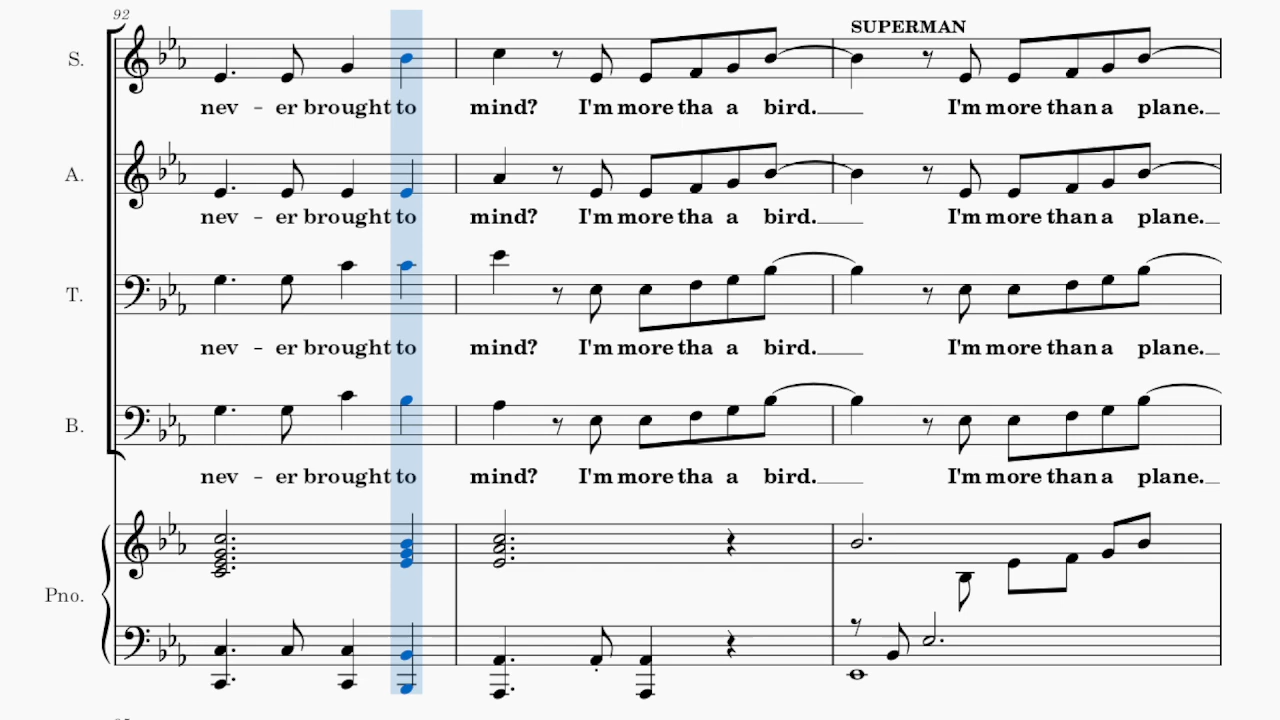 92
SUPERMAN
S.
nev - er brought to mind? I'm more tha a bird. I'm more than a plane.
A.
nev - er brought to mind? I'm more tha a bird. I'm more than a plane.
T.
nev - er brought to mind? I'm more tha a bird. I'm more than a plane.
B.
nev - er brought to mind? I'm more tha a bird. I'm more than a plane.
Pno.